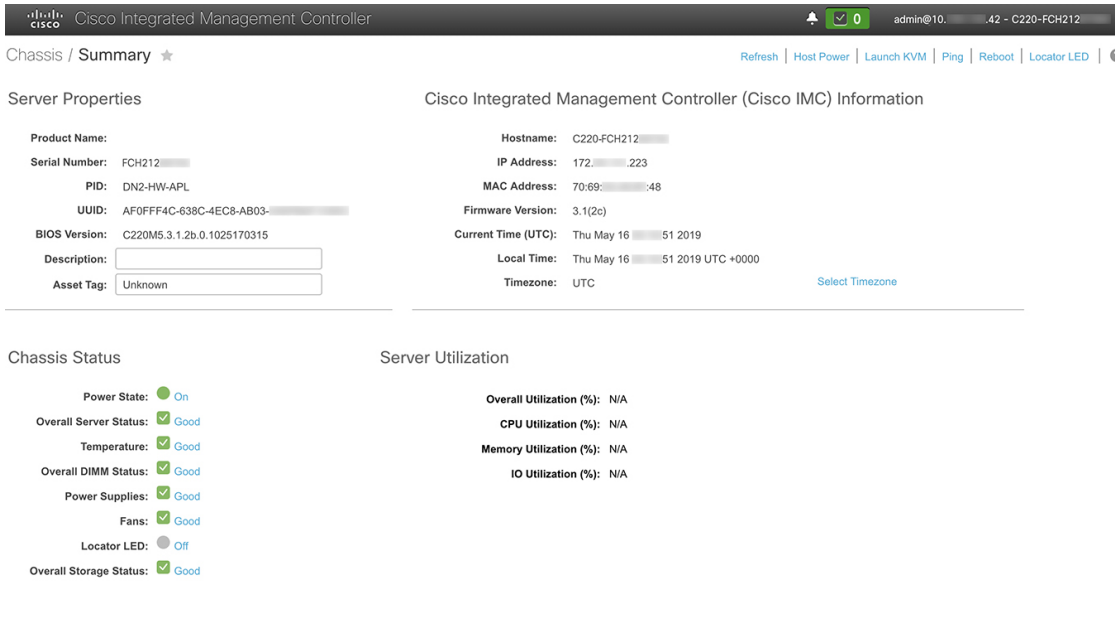 cisco Cisco Integrated Management Controller 0 admin@10. .42 - C220-FCH212
Chassis / Summary Refresh Host Power Launch KVM Ping Reboot Locator LED
Server Properties
Product Name:
Serial Number: FCH212
PID: DN2-HW-APL
UUID: AF0FFF4C-638C-4EC8-AB03-
BIOS Version: C220M5.3.1.2b.0.1025170315
Description:
Asset Tag: Unknown
Cisco Integrated Management Controller (Cisco IMC) Information
Hostname: C220-FCH212
IP Address: 172. .223
MAC Address: 70:69: :48
Firmware Version: 3.1(2c)
Current Time (UTC): Thu May 16 51 2019
Local Time: Thu May 16 51 2019 UTC +0000
Timezone: UTC Select Timezone
Chassis Status
Power State: On
Overall Server Status: Good
Temperature: Good
Overall DIMM Status: Good
Power Supplies: Good
Fans: Good
Locator LED: Off
Overall Storage Status: Good
Server Utilization
Overall Utilization (%): N/A
CPU Utilization (%): N/A
Memory Utilization (%): N/A
IO Utilization (%): N/A